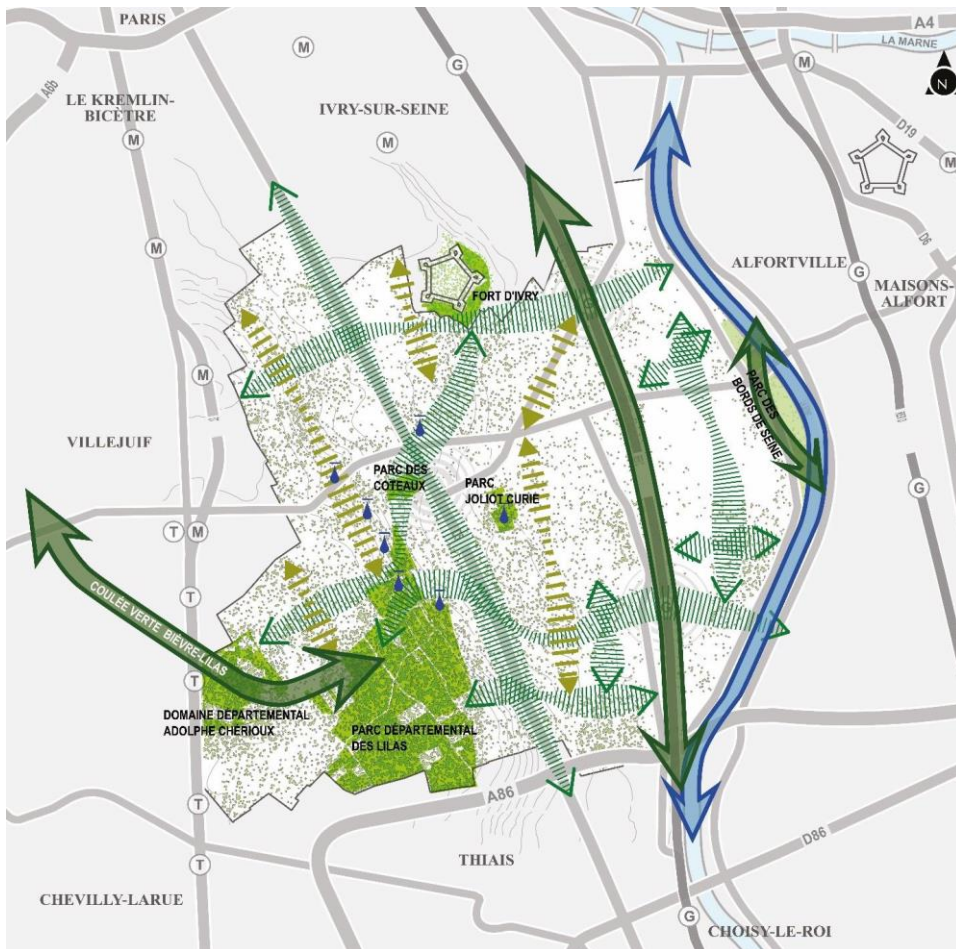 PARIS
A4
LA MARNE
M
G
M
A6b
N
LE KREMLIN-
BICÈTRE
IVRY-SUR-SEINE
M
M
D19
M
M
D6
ALFORTVILLE
G
MAISONS-
ALFORT
FORT D'IVRY
M
PARC DES
BORDS DE SEINE
VILLEJUIF
PARC DES
COTEAUX
PARC
JOLIOT CURIE
G
T
M
T
G
COULÉE VERTE BIÈVRE-LILAS
T
DOMAINE DÉPARTEMENTAL
ADOLPHE CHERIOUX
PARC DÉPARTEMENTAL
DES LILAS
A86
T
D86
THIAIS
T
CHEVILLY-LARUE
G
CHOISY-LE-ROI